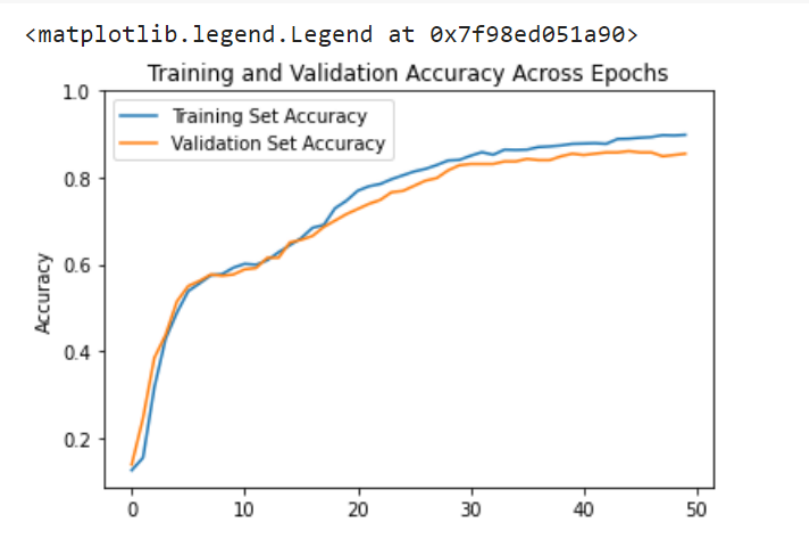 <matplotlib.legend.Legend at 0x7f98ed051a90>
Training and Validation Accuracy Across Epochs
1.0
Training Set Accuracy
Validation Set Accuracy
0.8
0.6
0.4
0.2
Accuracy
0 10 20 30 40 50